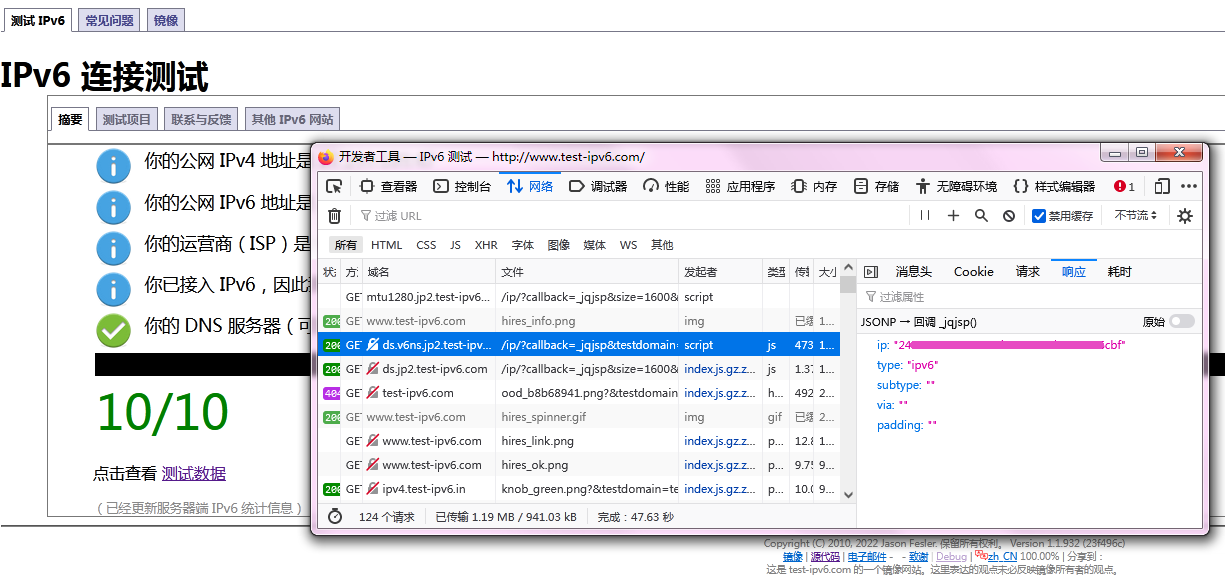 测试 IPv6 常见问题 镜像
IPv6 连接测试
摘要 测试项目 联系与反馈 其他 IPv6 网站
你的公网 IPv4 地址是
你的公网 IPv6 地址是
你的运营商（ISP）是
你已接入 IPv6，因此
你的 DNS 服务器（可
10/10
点击查看 测试数据
（已经更新服务器端 IPv6 统计信息）
开发者工具 — IPv6 测试 — http://www.test-ipv6.com/
查看器 控制台 网络 调试器 性能 应用程序 内存 存储 无障碍环境 样式编辑器 1
过滤 URL 禁用缓存 不节流
所有 HTML CSS JS XHR 字体 图像 媒体 WS 其他
状 方 域名 文件 发起者 类型 传输 大小
GET mtu1280.jp2.test-ipv6... /ip/?callback=_jqjsp&size=1600& script
200 GET www.test-ipv6.com hires_info.png img 已缓 1...
200 GET ds.v6ns.jp2.test-ipv... /ip/?callback=_jqjsp&testdomain= script js 473 1...
200 GET ds.jp2.test-ipv6.com /ip/?callback=_jqjsp&size=1600& index.js.gz.z... js 1.37 1...
404 GET test-ipv6.com ood_b8b68941.png?&testdomain index.js.gz.z... h... 492 2...
200 GET www.test-ipv6.com hires_spinner.gif img gif 已缓 2...
GET www.test-ipv6.com hires_link.png index.js.gz.z... p... 12.8 1...
GET www.test-ipv6.com hires_ok.png index.js.gz.z... p... 9.75 9...
200 GET ipv4.test-ipv6.in knob_green.png?&testdomain=te index.js.gz.z... p... 10.0 9...
124 个请求 已传输 1.19 MB / 941.03 kB 完成：47.63 秒
消息头 Cookie 请求 响应 耗时
过滤属性
JSONP → 回调 _jqjsp() 原始
ip: "24 cbf"
type: "ipv6"
subtype: ""
via: ""
padding: ""
Copyright (C) 2010, 2022 Jason Fesler. 保留所有权利。 Version 1.1.932 (23f496c)
镜像 | 源代码 | 电子邮件 - - 致谢 | Debug | zh_CN 100.00% | 分享到：
这是 test-ipv6.com 的一个镜像网站。这里表达的观点未必反映镜像所有者的观点。